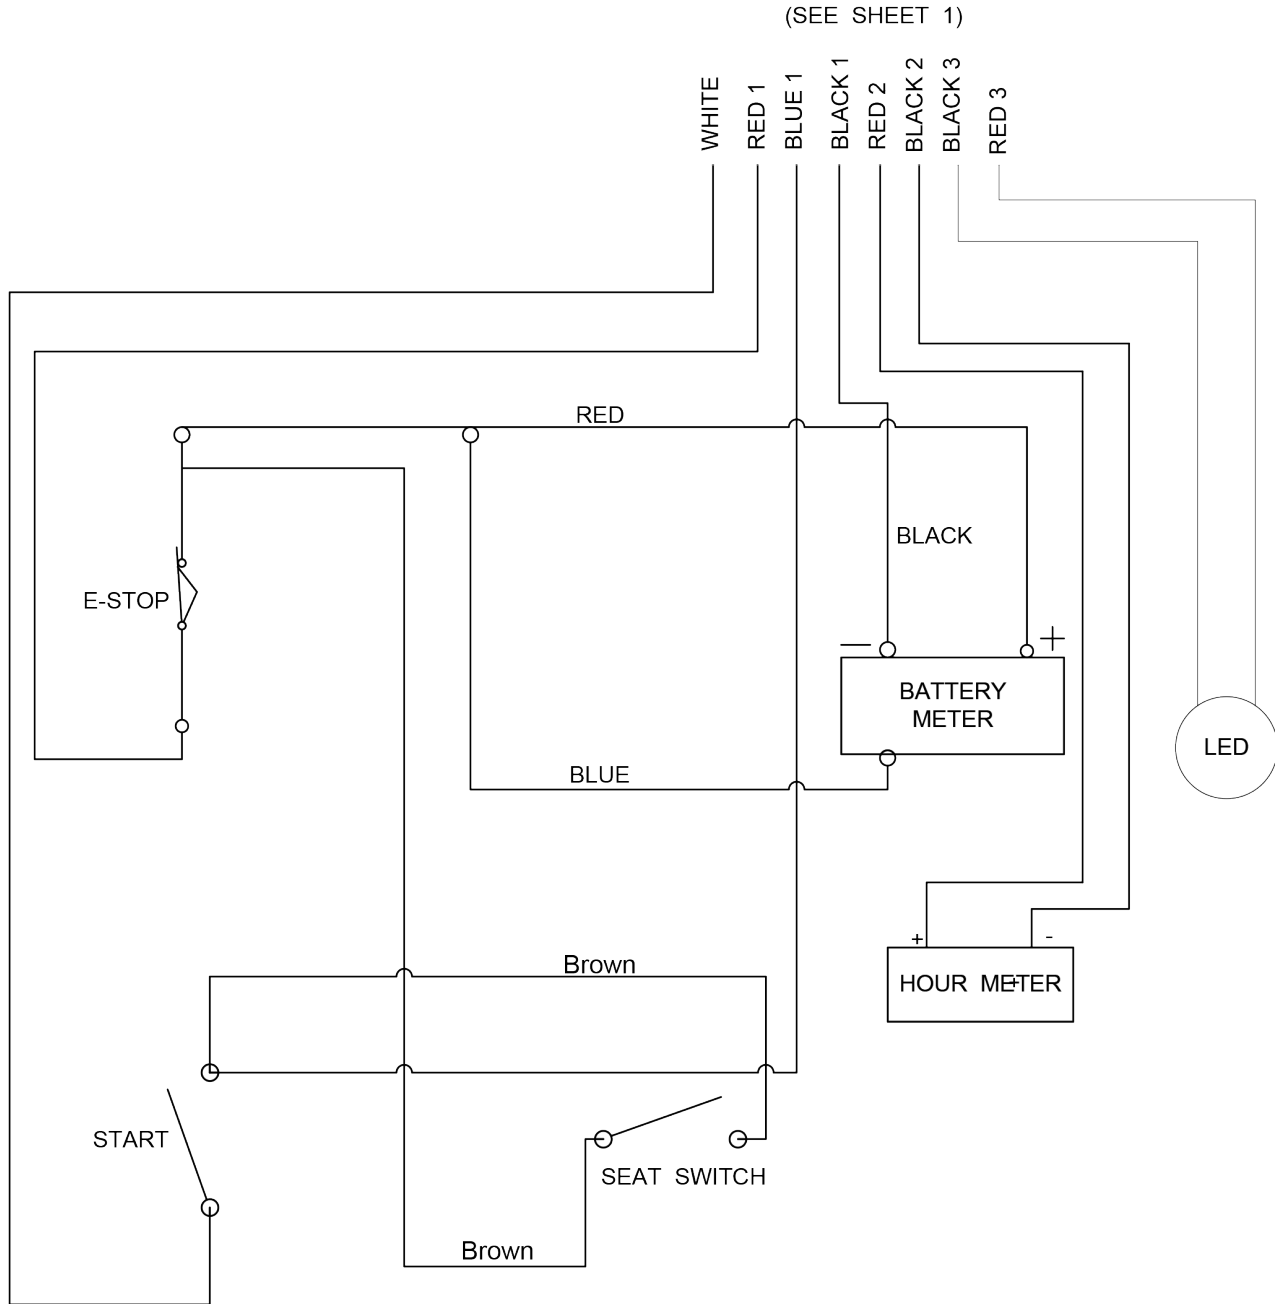 (SEE SHEET 1)
WHITE
RED 1
BLUE 1
BLACK 1
RED 2
BLACK 2
BLACK 3
RED 3
RED
BLACK
E-STOP
— +
BATTERY
METER
LED
BLUE
+ -
HOUR METER
+
Brown
START
SEAT SWITCH
Brown